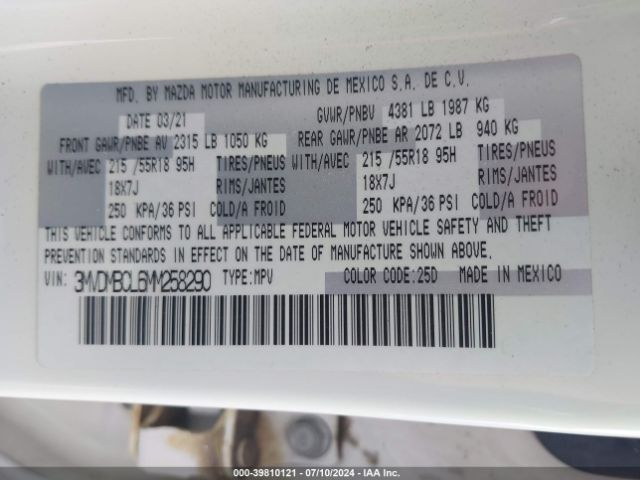 MFD. BY MAZDA MOTOR MANUFACTURING DE MEXICO S.A. DE C.V.
DATE 03/21 GVWR/PNBV 4381 LB 1987 KG
FRONT GAWR/PNBE AV 2315 LB 1050 KG REAR GAWR/PNBE AR 2072 LB 940 KG
WITH/AVEC 215 /55R18 95H TIRES/PNEUS WITH/AVEC 215 /55R18 95H TIRES/PNEUS
18X7J RIMS/JANTES 18X7J RIMS/JANTES
250 KPA/36 PSI COLD/A FROID 250 KPA/36 PSI COLD/A FROID
THIS VEHICLE CONFORMS TO ALL APPLICABLE FEDERAL MOTOR VEHICLE SAFETY AND THEFT
PREVENTION STANDARDS IN EFFECT ON THE DATE OF MANUFACTURE SHOWN ABOVE.
VIN: 3MVDMBCL6MM258290 TYPE:MPV COLOR CODE:25D MADE IN MEXICO
000-39810121 - 07/10/2024 - IAA Inc.